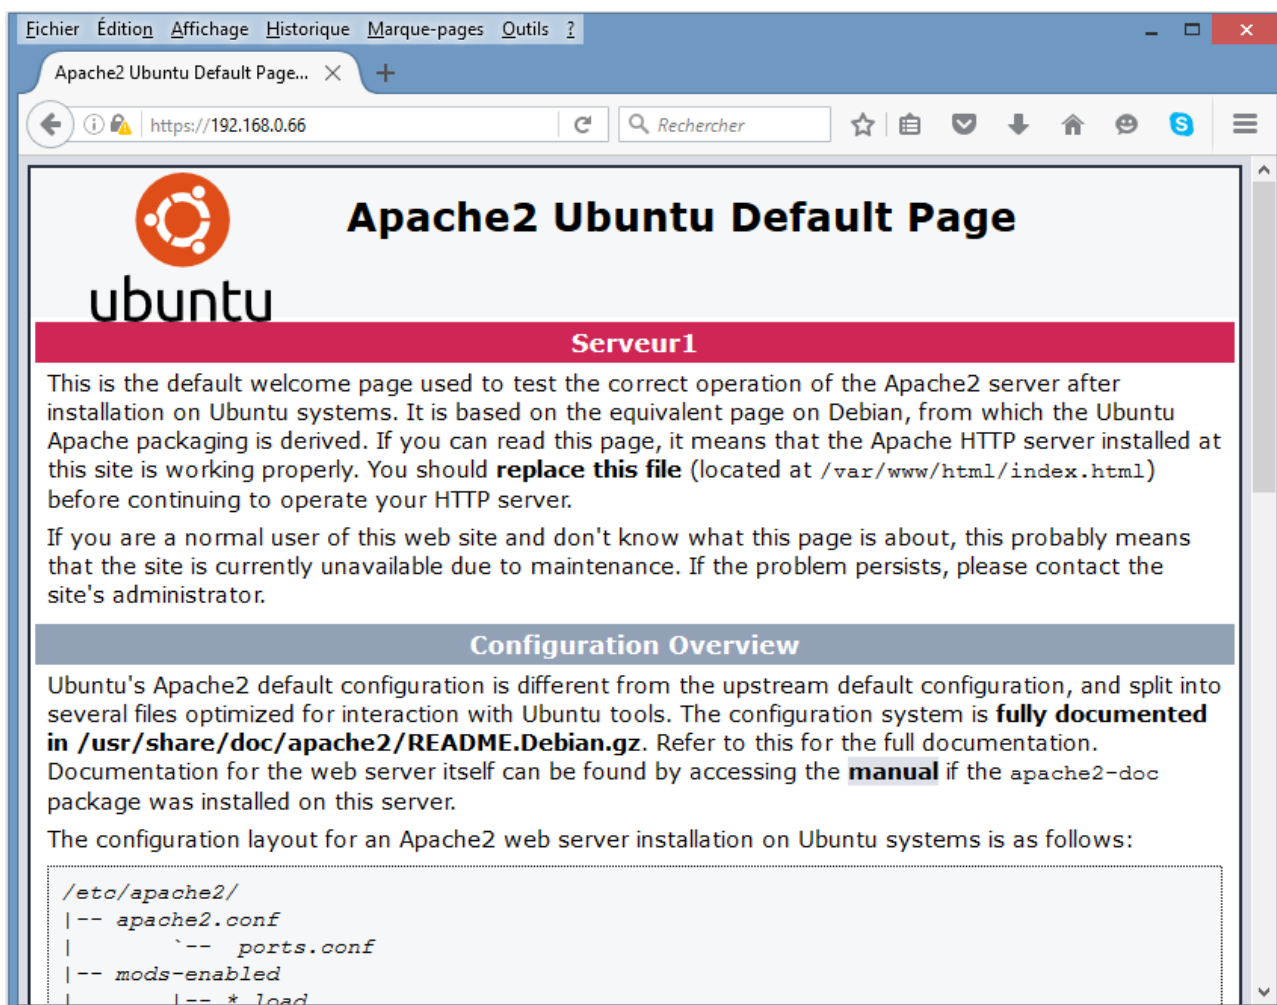 Fichier Édition Affichage Historique Marque-pages Outils ?
Apache2 Ubuntu Default Page...
https://192.168.0.66 Rechercher
ubuntu
Apache2 Ubuntu Default Page
Serveur1
This is the default welcome page used to test the correct operation of the Apache2 server after
installation on Ubuntu systems. It is based on the equivalent page on Debian, from which the Ubuntu
Apache packaging is derived. If you can read this page, it means that the Apache HTTP server installed at
this site is working properly. You should replace this file (located at /var/www/html/index.html)
before continuing to operate your HTTP server.
If you are a normal user of this web site and don't know what this page is about, this probably means
that the site is currently unavailable due to maintenance. If the problem persists, please contact the
site's administrator.
Configuration Overview
Ubuntu's Apache2 default configuration is different from the upstream default configuration, and split into
several files optimized for interaction with Ubuntu tools. The configuration system is fully documented
in /usr/share/doc/apache2/README.Debian.gz. Refer to this for the full documentation.
Documentation for the web server itself can be found by accessing the manual if the apache2-doc
package was installed on this server.
The configuration layout for an Apache2 web server installation on Ubuntu systems is as follows:
/etc/apache2/
|-- apache2.conf
|       `--  ports.conf
|-- mods-enabled
|       |-- *.load